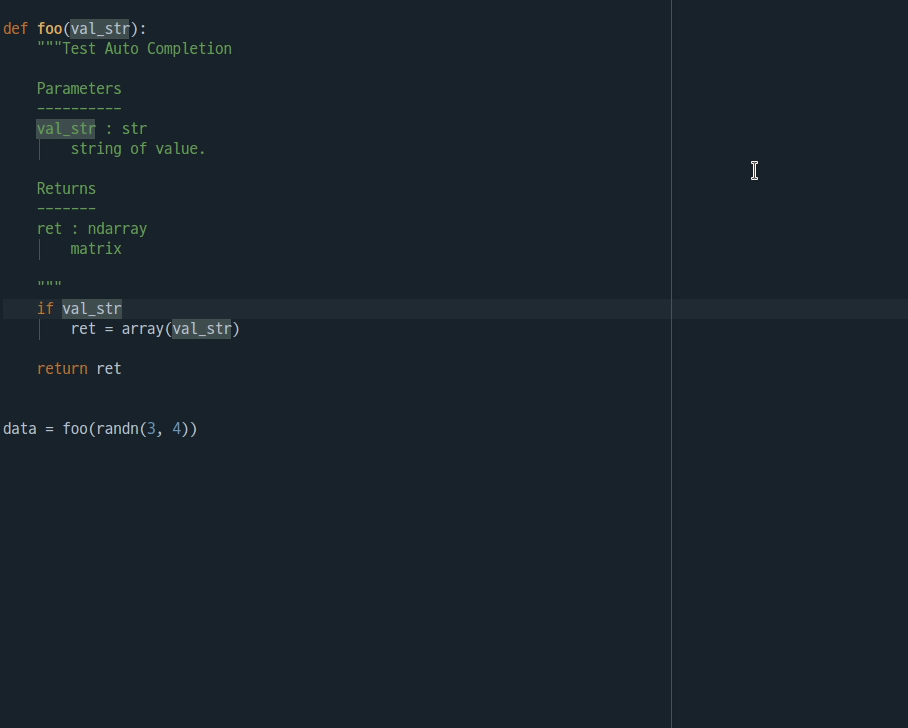 def foo(val_str):
    """Test Auto Completion
    Parameters
    ----------
    val_str : str
        string of value.
    Returns
    -------
    ret : ndarray
        matrix
    """
    if val_str
        ret = array(val_str)
    return ret
data = foo(randn(3, 4))